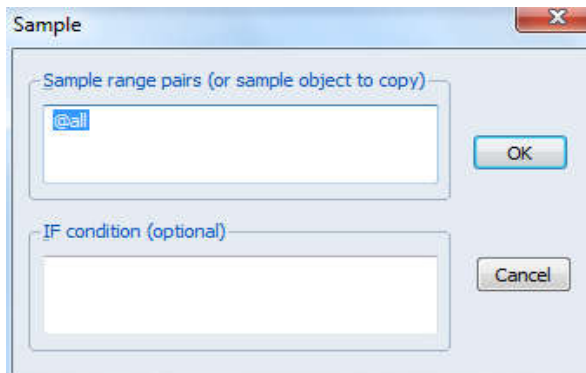 Sample
Sample range pairs (or sample object to copy)
@all
OK
IF condition (optional)
Cancel